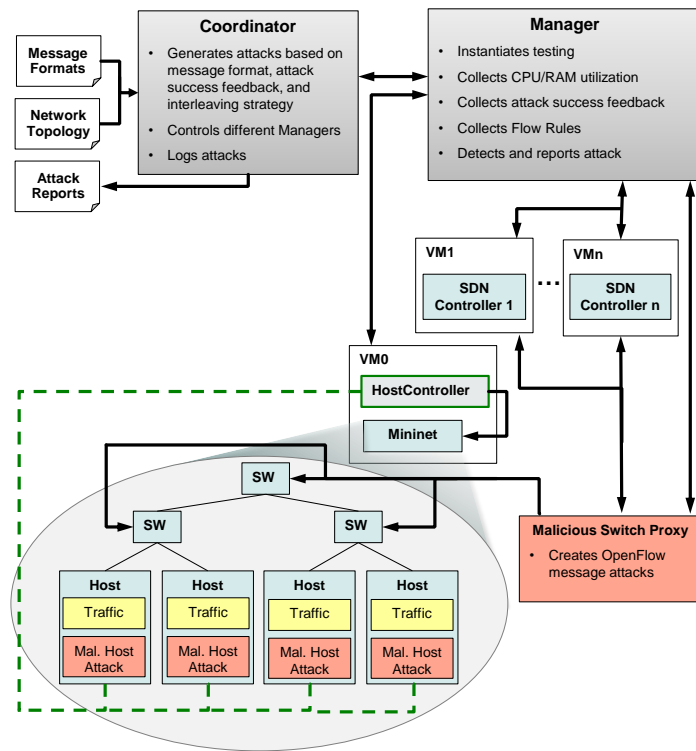 Message
Formats
Network
Topology
Attack
Reports
Coordinator
• Generates attacks based on
message format, attack
success feedback, and
interleaving strategy
• Controls different Managers
• Logs attacks
Manager
• Instantiates testing
• Collects CPU/RAM utilization
• Collects attack success feedback
• Collects Flow Rules
• Detects and reports attack
VM1
SDN
Controller 1
...
VMn
SDN
Controller n
VM0
HostController
Mininet
SW
SW
SW
Host
Traffic
Mal. Host
Attack
Host
Traffic
Mal. Host
Attack
Host
Traffic
Mal. Host
Attack
Host
Traffic
Mal. Host
Attack
Malicious Switch Proxy
• Creates OpenFlow
message attacks